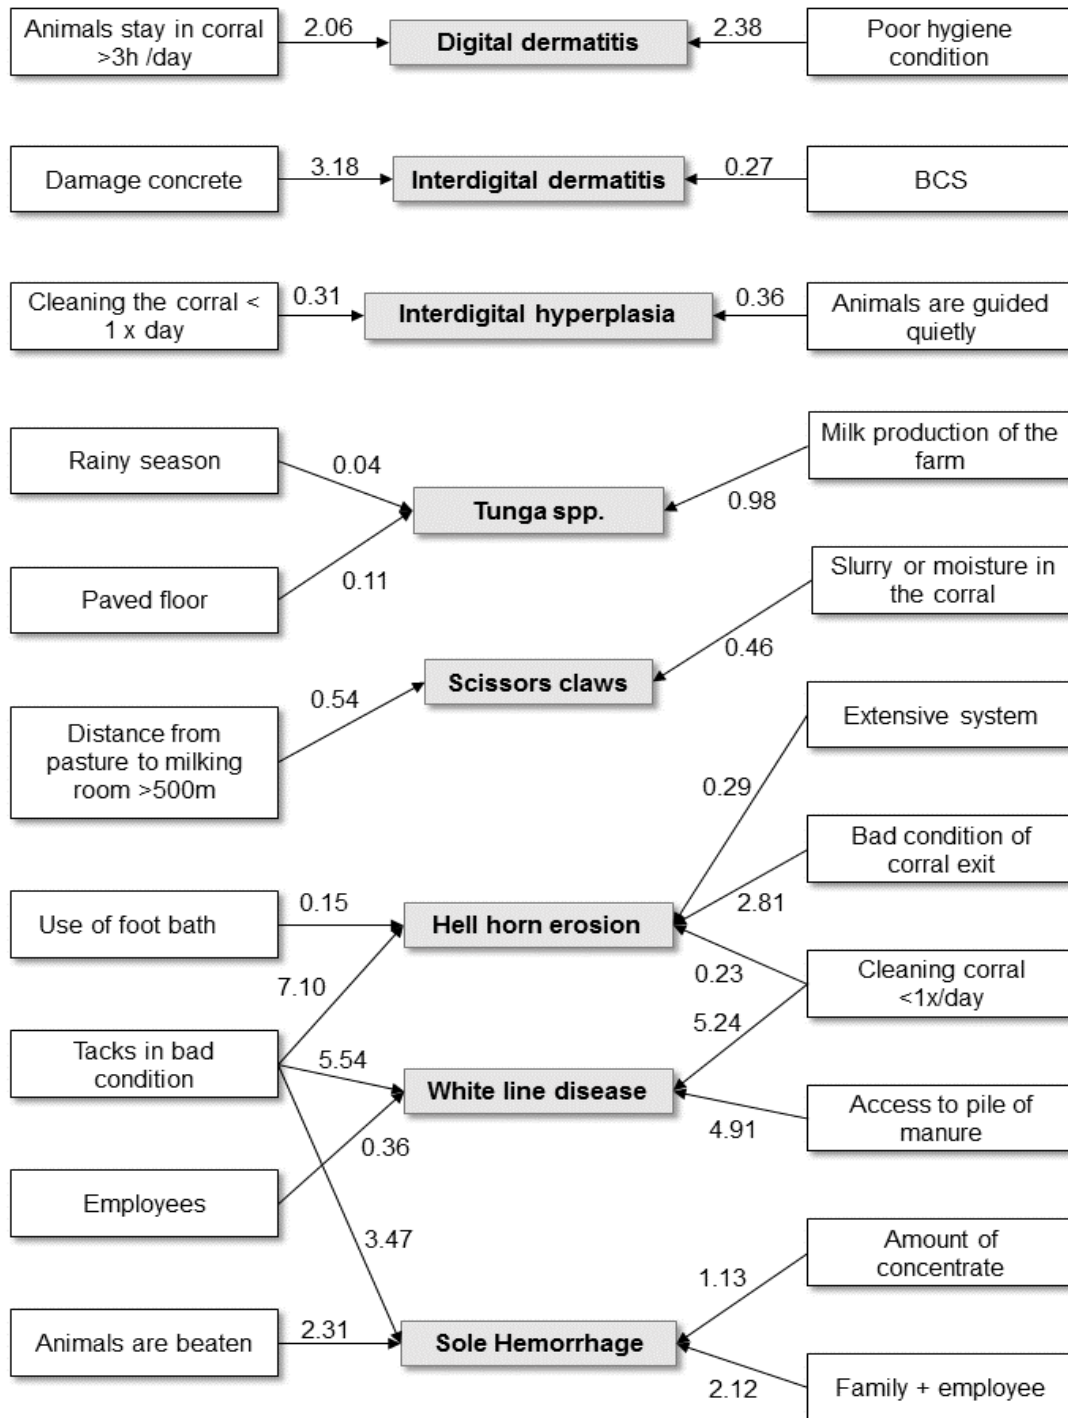 Animals stay in corral
>3h /day
2.06
Digital dermatitis
2.38
Poor hygiene
condition
Damage concrete
3.18
Interdigital dermatitis
0.27
BCS
Cleaning the corral <
1 x day
0.31
Interdigital hyperplasia
0.36
Animals are guided
quietly
Rainy season
0.04
Tunga spp.
Milk production of the
farm
0.98
Paved floor
0.11
Slurry or moisture in
the corral
0.46
Scissors claws
0.54
Distance from
pasture to milking
room >500m
Extensive system
0.29
Bad condition of
corral exit
2.81
Use of foot bath
0.15
Hell horn erosion
7.10
0.23
Cleaning corral
<1x/day
5.24
Tacks in bad
condition
5.54
White line disease
4.91
Access to pile of
manure
0.36
Employees
3.47
Amount of
concentrate
1.13
Animals are beaten
2.31
Sole Hemorrhage
2.12
Family + employee